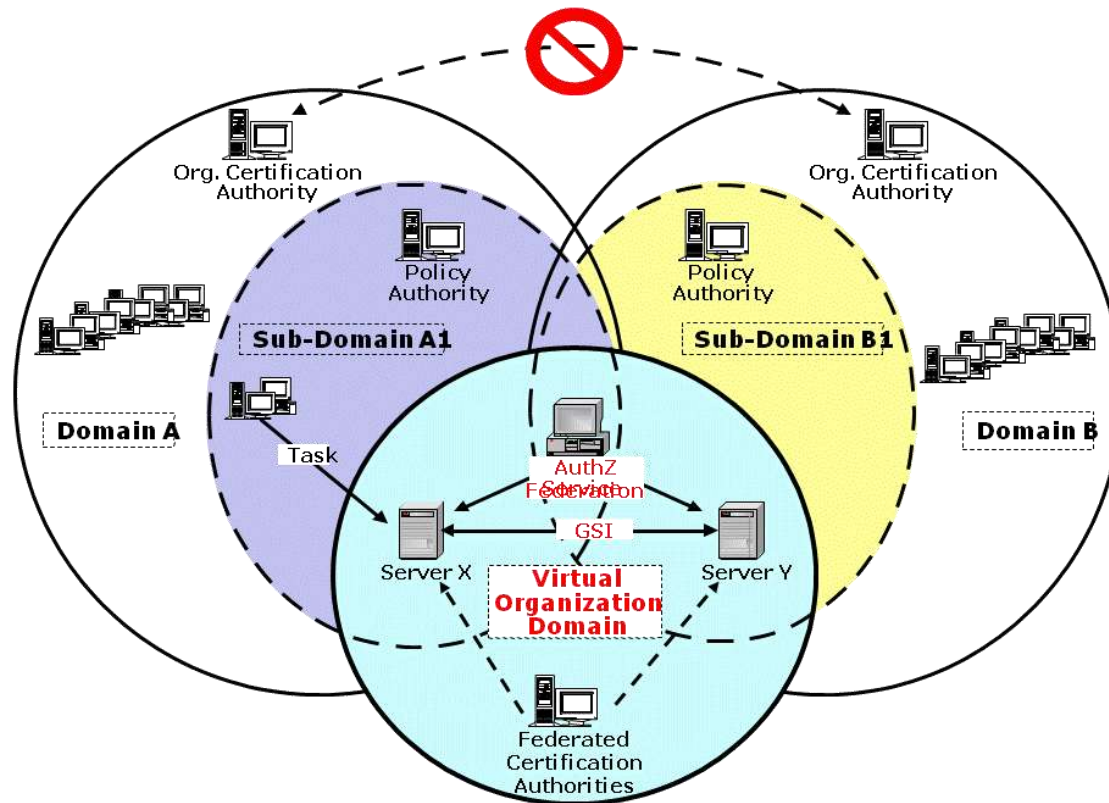 Org. Certification
Authority
Org. Certification
Authority
Policy
Authority
Policy
Authority
Sub-Domain A1
Sub-Domain B1
Domain A
Domain B
Task
AuthZ
Federation
Service
GSI
Server X
Server Y
Virtual
Organization
Domain
Federated
Certification
Authorities